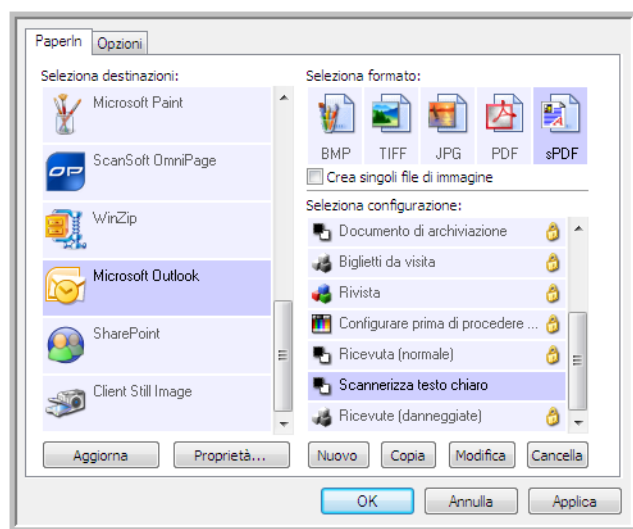 PaperIn
Opzioni
Seleziona destinazioni:
Microsoft Paint
ScanSoft OmniPage
WinZip
Microsoft Outlook
SharePoint
Client Still Image
Aggiorna
Proprietà...
Seleziona formato:
BMP
TIFF
JPG
PDF
sPDF
Crea singoli file di immagine
Seleziona configurazione:
Documento di archiviazione
Biglietti da visita
Rivista
Configurare prima di procedere ...
Ricevuta (normale)
Scannerizza testo chiaro
Ricevute (danneggiate)
Nuovo
Copia
Modifica
Cancella
OK
Annulla
Applica